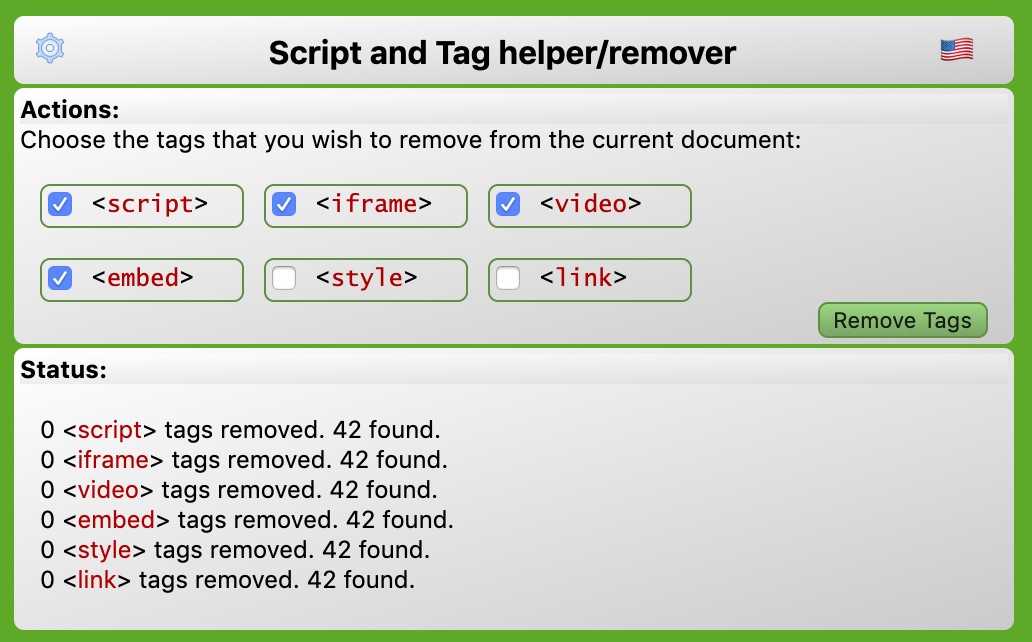 Script and Tag helper/remover
Actions:
Choose the tags that you wish to remove from the current document:
<script> <iframe> <video>
<embed> <style> <link>
Remove Tags
Status:
0 <script> tags removed. 42 found.
0 <iframe> tags removed. 42 found.
0 <video> tags removed. 42 found.
0 <embed> tags removed. 42 found.
0 <style> tags removed. 42 found.
0 <link> tags removed. 42 found.